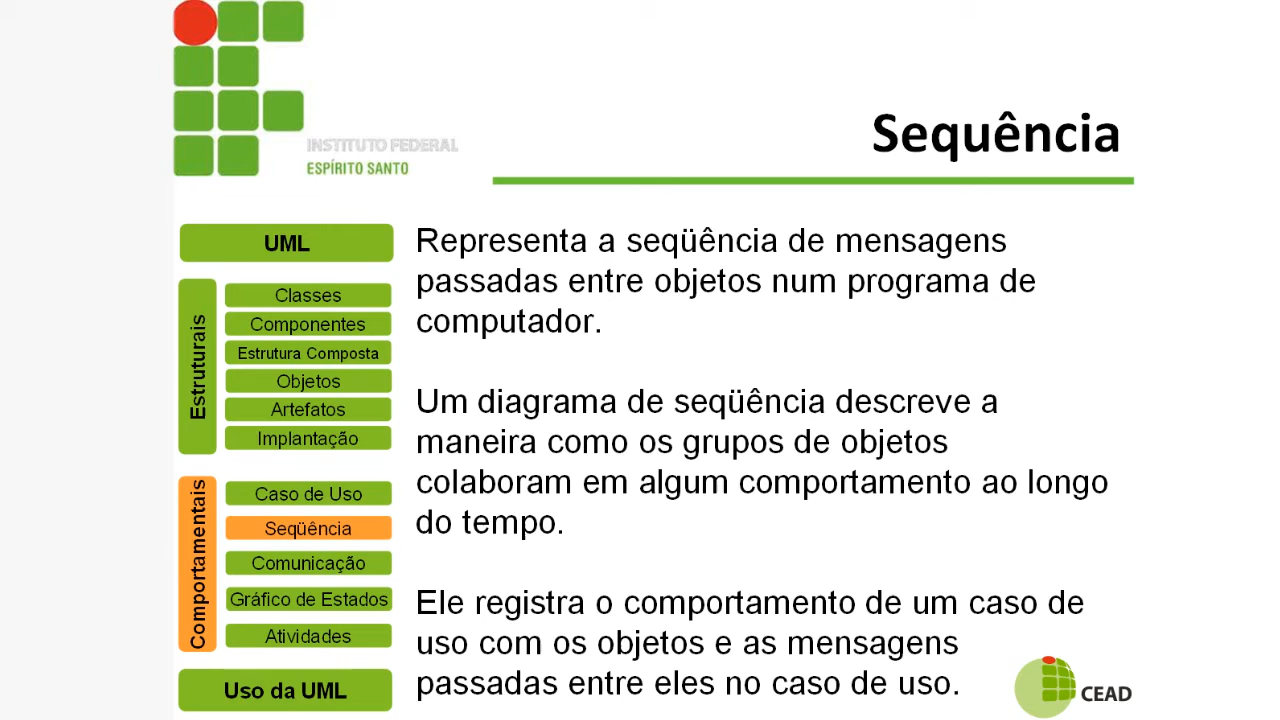 INSTITUTO FEDERAL
ESPÍRITO SANTO
Sequência
UML
Estruturais
Classes
Componentes
Estrutura Composta
Objetos
Artefatos
Implantação
Comportamentais
Caso de Uso
Seqüência
Comunicação
Gráfico de Estados
Atividades
Uso da UML
Representa a seqüência de mensagens
passadas entre objetos num programa de
computador.
Um diagrama de seqüência descreve a
maneira como os grupos de objetos
colaboram em algum comportamento ao longo
do tempo.
Ele registra o comportamento de um caso de
uso com os objetos e as mensagens
passadas entre eles no caso de uso.
CEAD